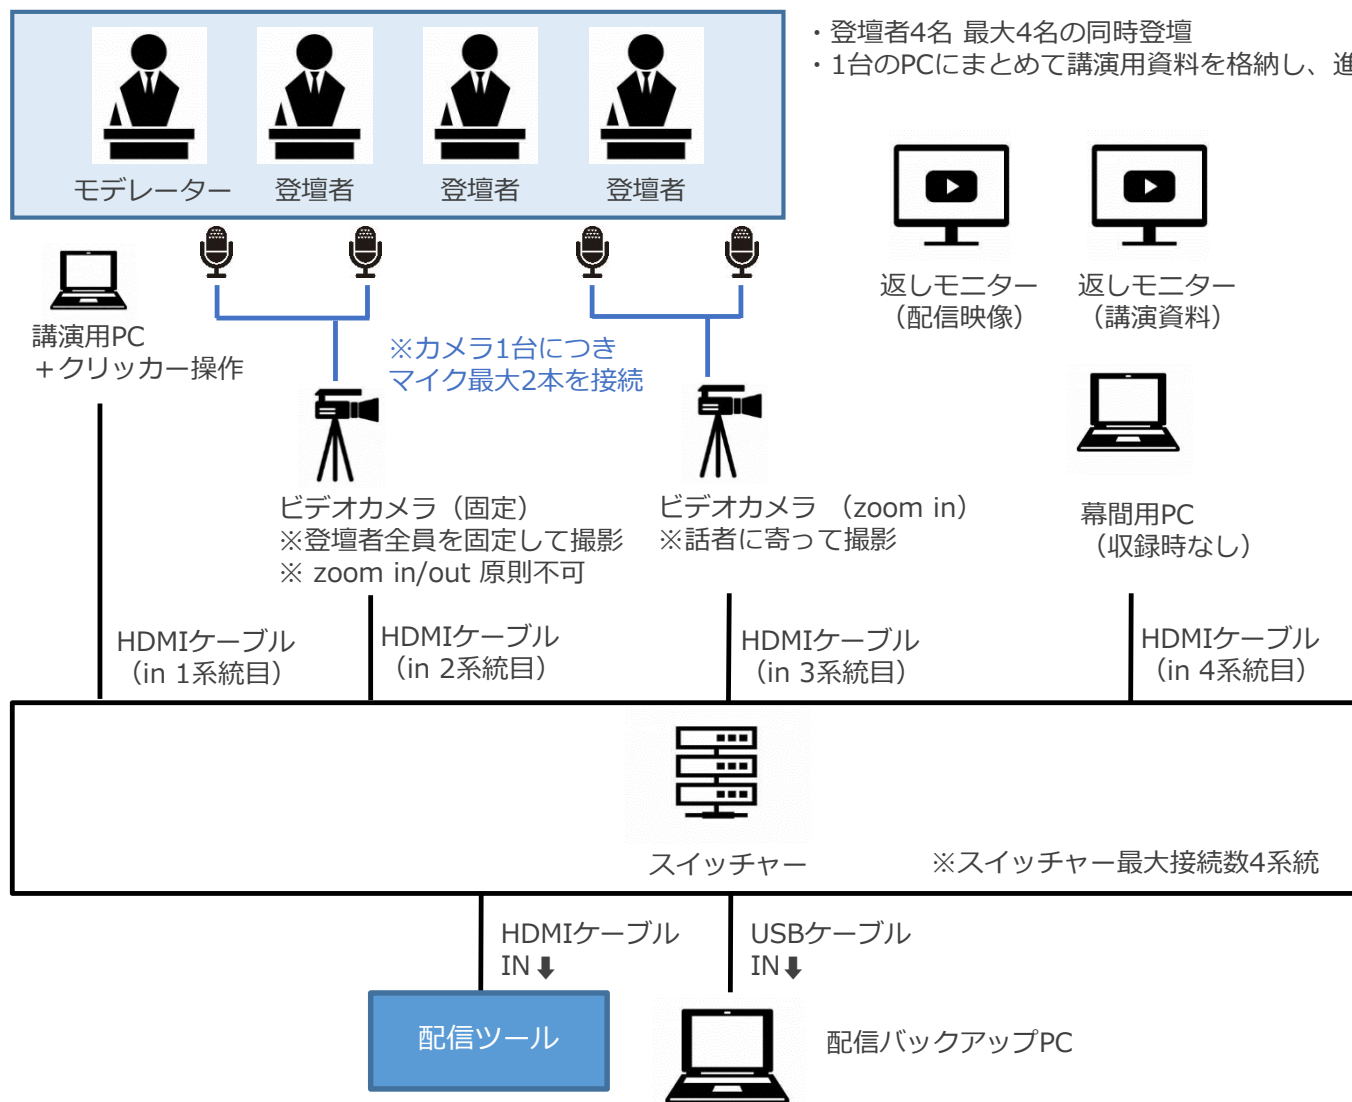 ・登壇者4名 最大4名の同時登壇
・1台のPCにまとめて講演用資料を格納し、進
モデレーター
登壇者
登壇者
登壇者
返しモニター
（配信映像）
返しモニター
（講演資料）
講演用PC
＋クリッカー操作
※カメラ1台につき
マイク最大2本を接続
ビデオカメラ（固定）
※登壇者全員を固定して撮影
※ zoom in/out 原則不可
ビデオカメラ （zoom in）
※話者に寄って撮影
幕間用PC
（収録時なし）
HDMIケーブル
（in 1系統目）
HDMIケーブル
（in 2系統目）
HDMIケーブル
（in 3系統目）
HDMIケーブル
（in 4系統目）
スイッチャー
※スイッチャー最大接続数4系統
HDMIケーブル
IN⬇
USBケーブル
IN⬇
配信ツール
配信バックアップPC